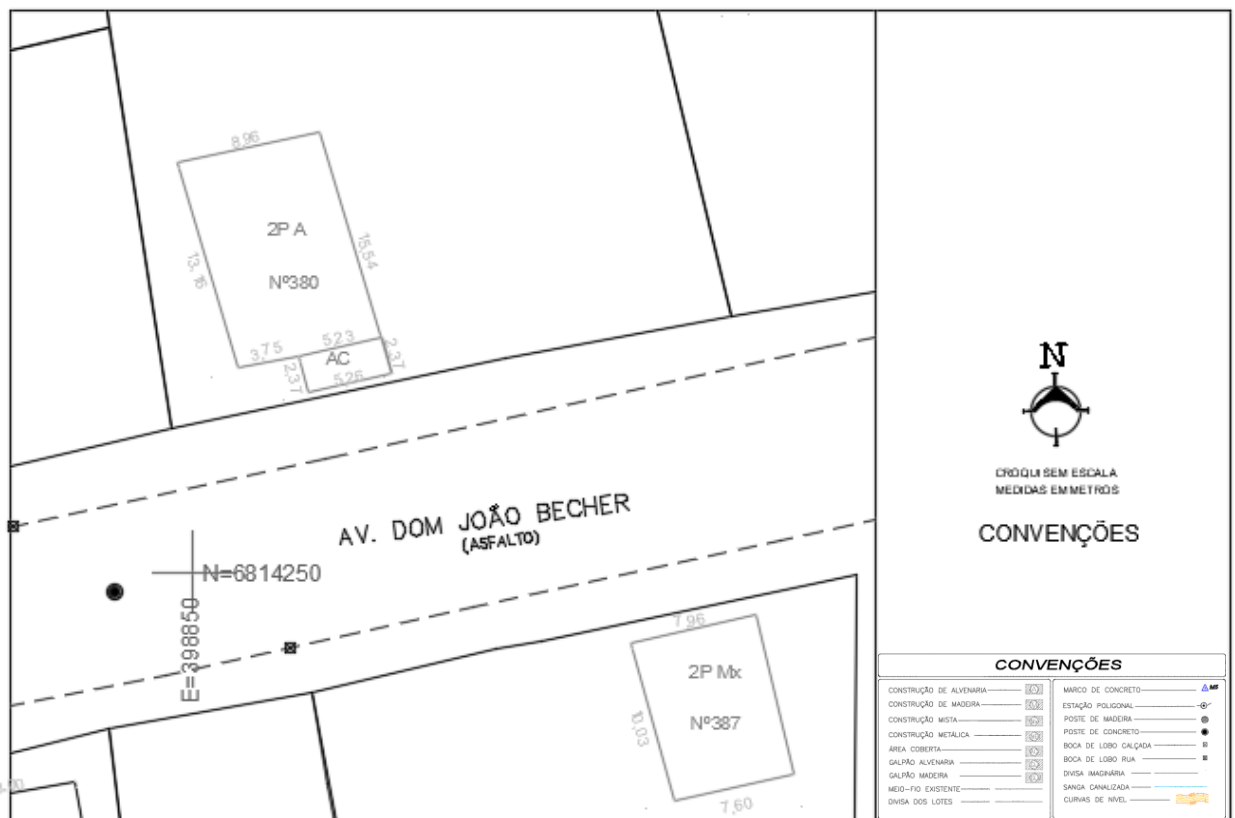 8,96
2P A
Nº380
13,16
15,54
3,75
5,23
2,37
AC
2,37
5,26
AV. DOM JOÃO BECHER
(ASFALTO)
N=6814250
E=398850
7,96
2P Mx
Nº387
10,03
7,60
N
CROQUI SEM ESCALA
MEDIDAS EM METROS
CONVENÇÕES
CONVENÇÕES
CONSTRUÇÃO DE ALVENARIA
CONSTRUÇÃO DE MADEIRA
CONSTRUÇÃO MISTA
CONSTRUÇÃO METÁLICA
ÁREA COBERTA
GALPÃO ALVENARIA
GALPÃO MADEIRA
MEIO-FIO EXISTENTE
DIVISA DOS LOTES
MARCO DE CONCRETO
ESTAÇÃO POLIGONAL
POSTE DE MADEIRA
POSTE DE CONCRETO
BOCA DE LOBO CALÇADA
BOCA DE LOBO RUA
DIVISA IMAGINÁRIA
SANGA CANALIZADA
CURVAS DE NÍVEL